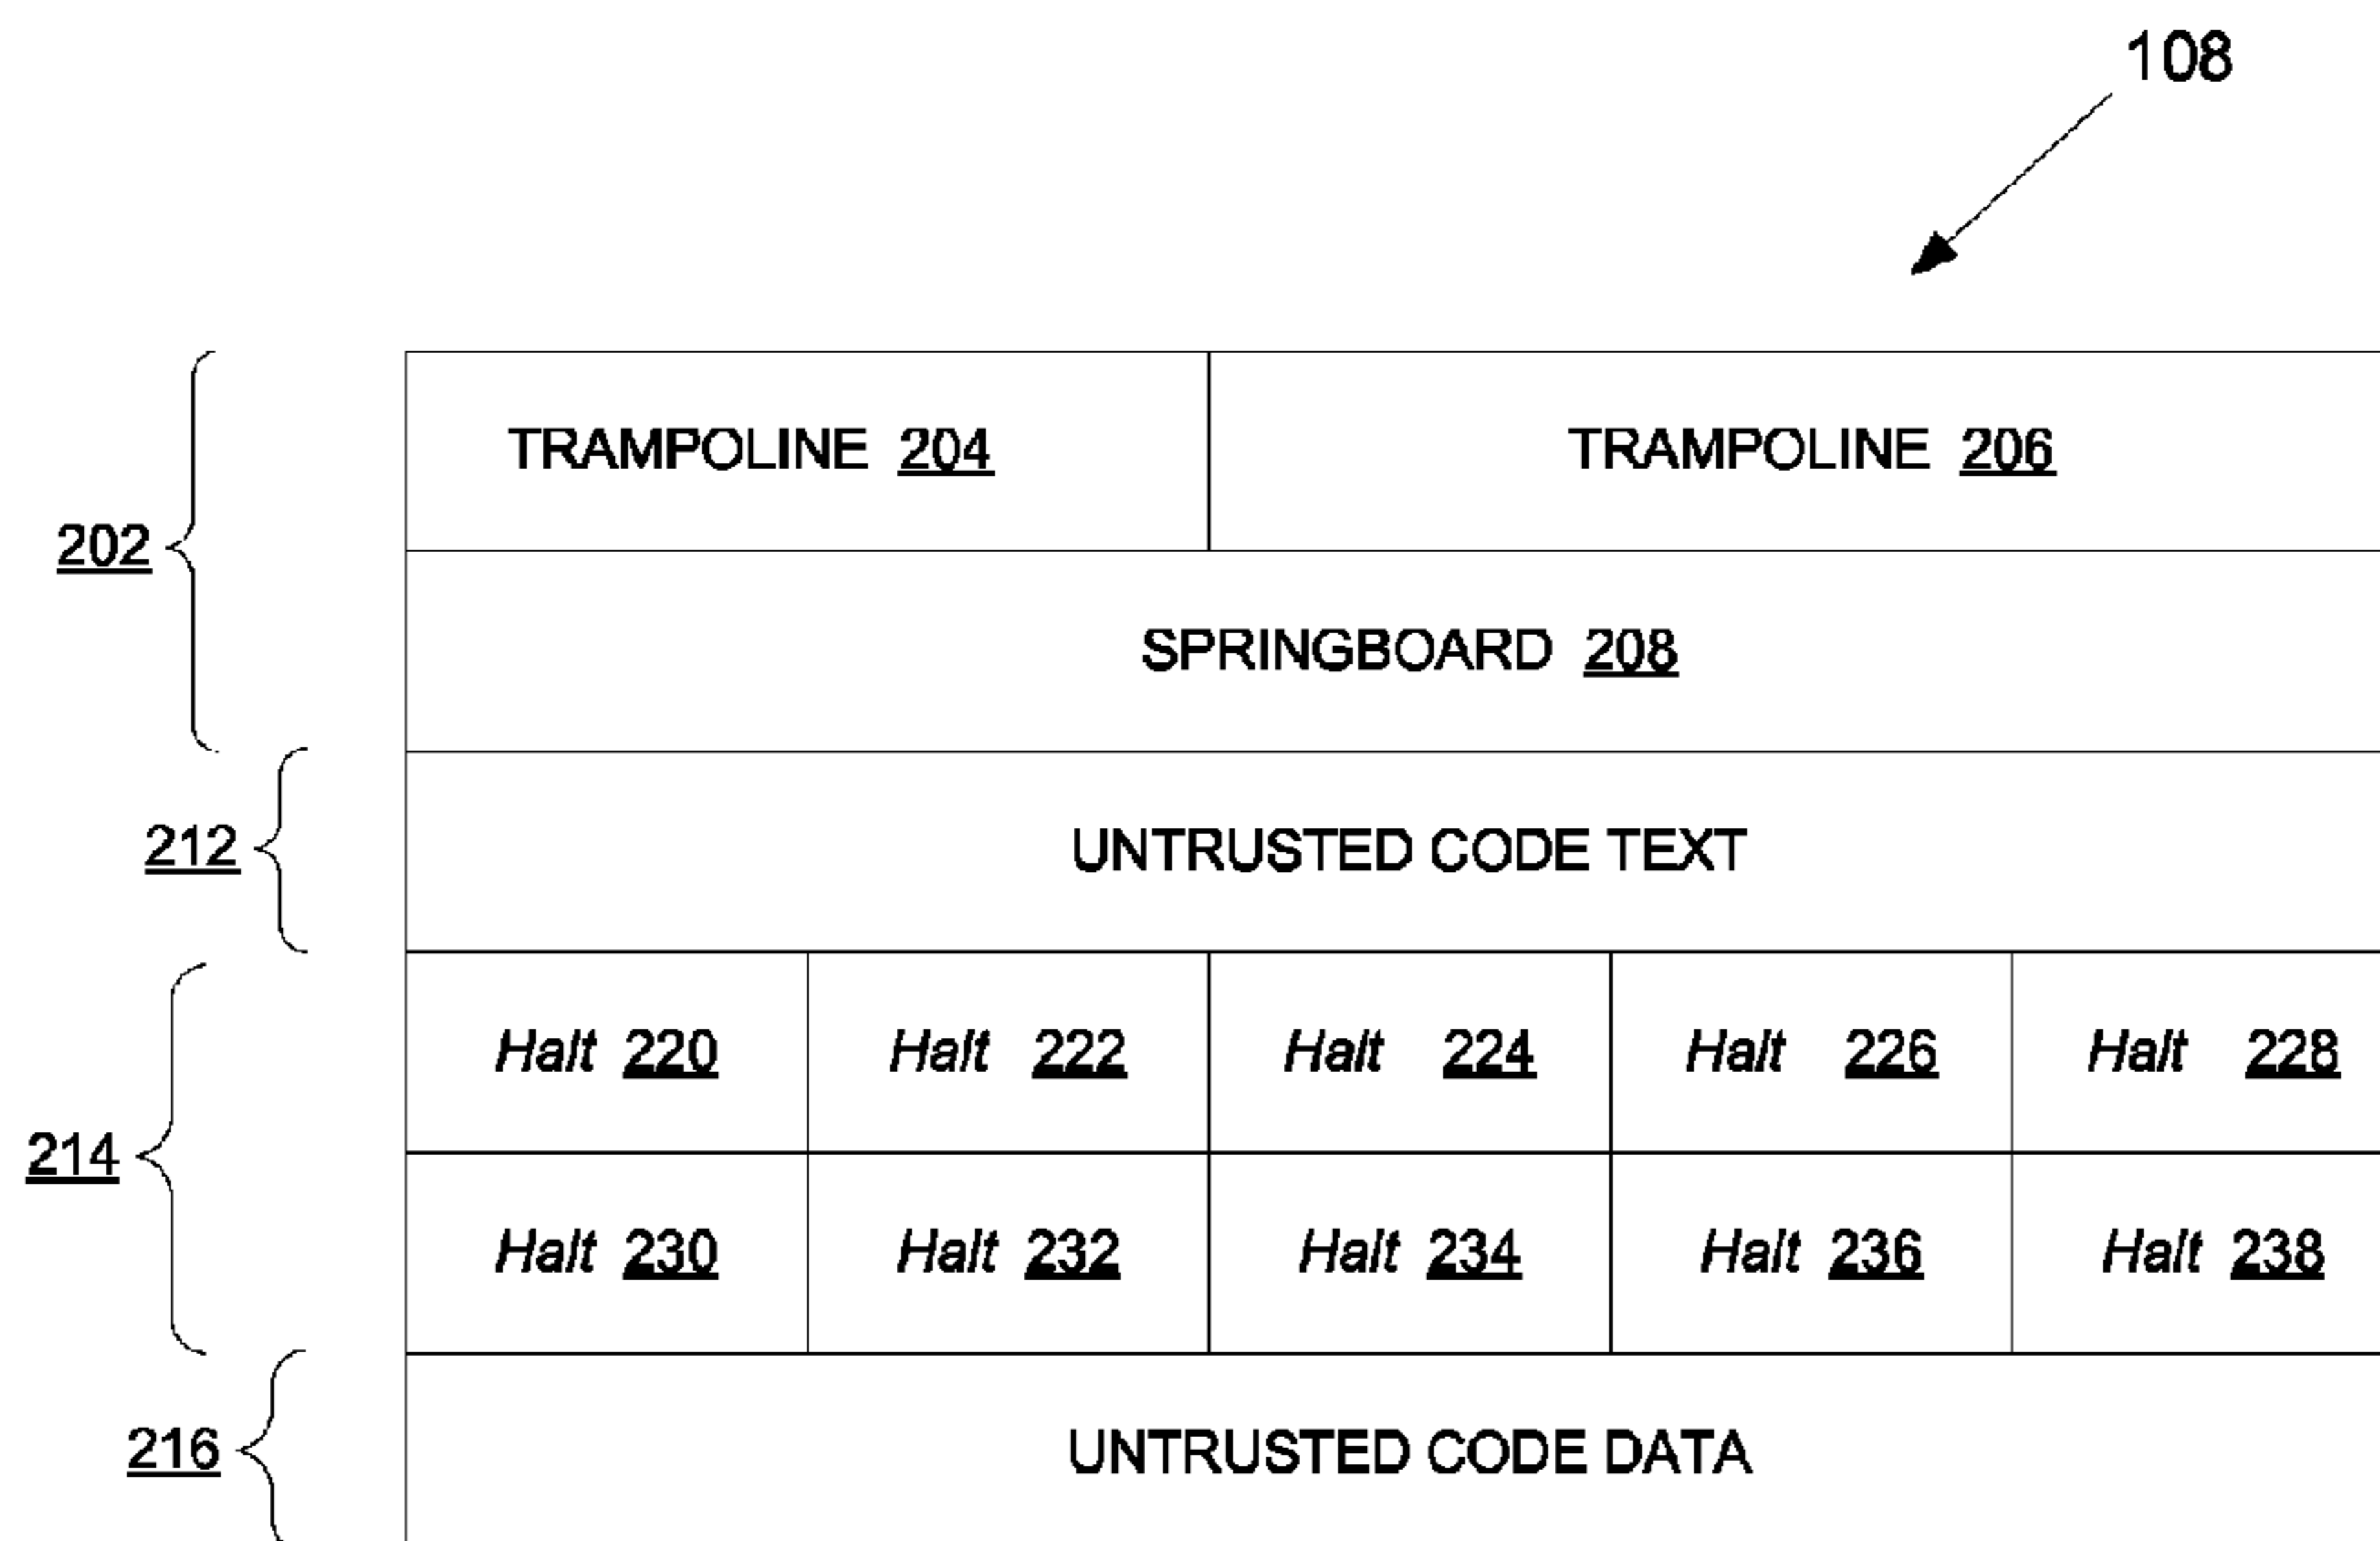 108
TRAMPOLINE 204 TRAMPOLINE 206
202
SPRINGBOARD 208
212 UNTRUSTED CODE TEXT
Halt 220 Halt 222 Halt 224 Halt 226 Halt 228
214
Halt 230 Halt 232 Halt 234 Halt 236 Halt 238
216 UNTRUSTED CODE DATA